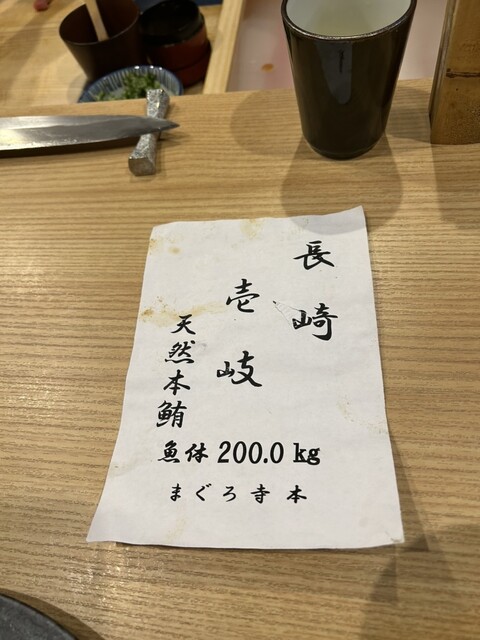 長崎
壱岐
天然本鮪
魚体 200.0 kg
まぐろ寺本